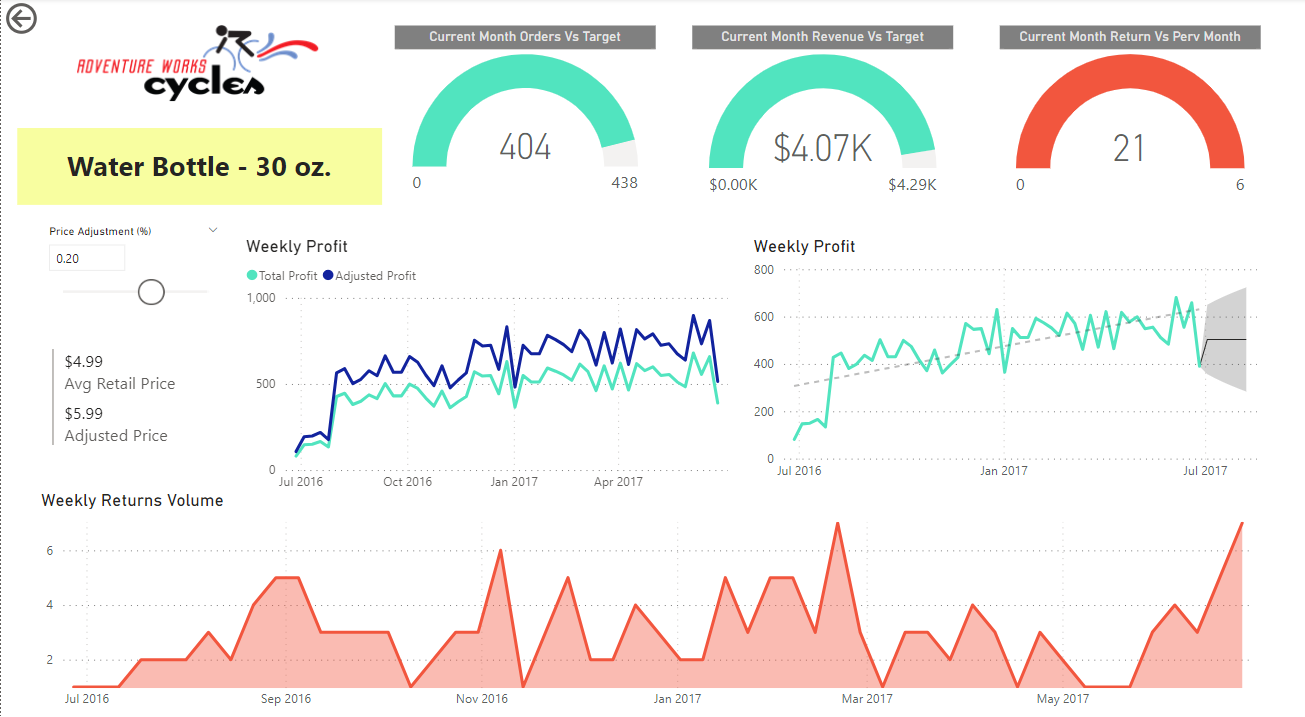 ADVENTURE WORKS
cycles
Current Month Orders Vs Target
404
0
438
Current Month Revenue Vs Target
$4.07K
$0.00K
$4.29K
Current Month Return Vs Perv Month
21
0
6
Water Bottle - 30 oz.
Price Adjustment (%)
0.20
$4.99
Avg Retail Price
$5.99
Adjusted Price
Weekly Profit
Total Profit
Adjusted Profit
1,000
500
0
Jul 2016
Oct 2016
Jan 2017
Apr 2017
Weekly Profit
800
600
400
200
0
Jul 2016
Jan 2017
Jul 2017
Weekly Returns Volume
6
4
2
Jul 2016
Sep 2016
Nov 2016
Jan 2017
Mar 2017
May 2017